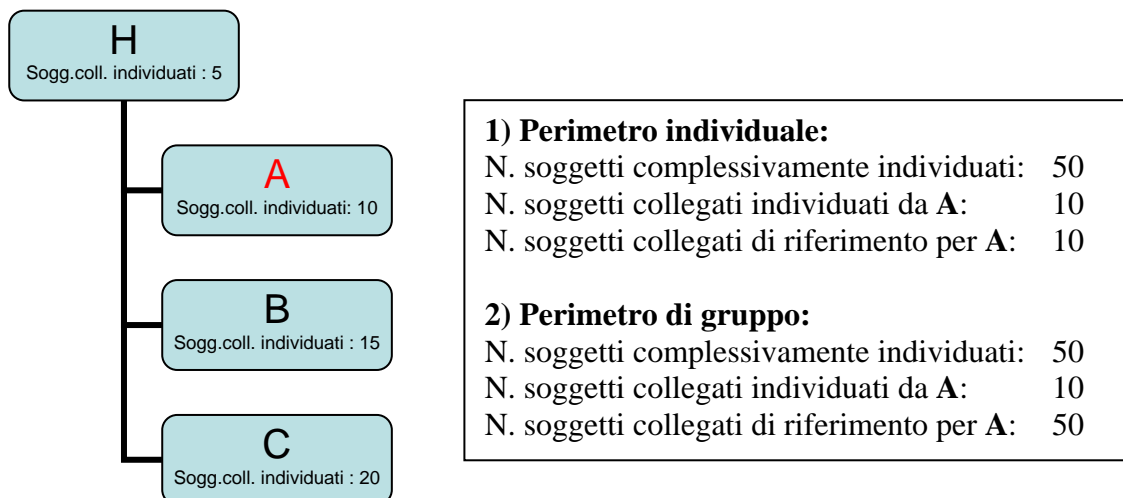 H
Sogg.coll. individuati : 5
A
Sogg.coll. individuati: 10
B
Sogg.coll. individuati : 15
C
Sogg.coll. individuati : 20
1) Perimetro individuale:
N. soggetti complessivamente individuati: 50
N. soggetti collegati individuati da A: 10
N. soggetti collegati di riferimento per A: 10
2) Perimetro di gruppo:
N. soggetti complessivamente individuati: 50
N. soggetti collegati individuati da A: 10
N. soggetti collegati di riferimento per A: 50